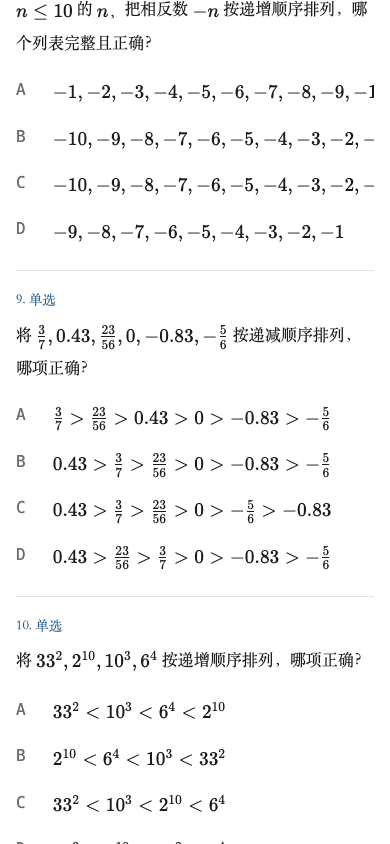 n ≤ 10 的 n，把相反数 −n 按递增顺序排列，哪
个列表完整且正确？
A −1, −2, −3, −4, −5, −6, −7, −8, −9, −1
B −10, −9, −8, −7, −6, −5, −4, −3, −2, −
C −10, −9, −8, −7, −6, −5, −4, −3, −2, −
D −9, −8, −7, −6, −5, −4, −3, −2, −1
9. 单选
将 3/7, 0.43, 23/56, 0, −0.83, −5/6 按递减顺序排列，
哪项正确？
A 3/7 > 23/56 > 0.43 > 0 > −0.83 > −5/6
B 0.43 > 3/7 > 23/56 > 0 > −0.83 > −5/6
C 0.43 > 3/7 > 23/56 > 0 > −5/6 > −0.83
D 0.43 > 23/56 > 3/7 > 0 > −0.83 > −5/6
10. 单选
将 33², 2¹⁰, 10³, 6⁴ 按递增顺序排列，哪项正确？
A 33² < 10³ < 6⁴ < 2¹⁰
B 2¹⁰ < 6⁴ < 10³ < 33²
C 33² < 10³ < 2¹⁰ < 6⁴